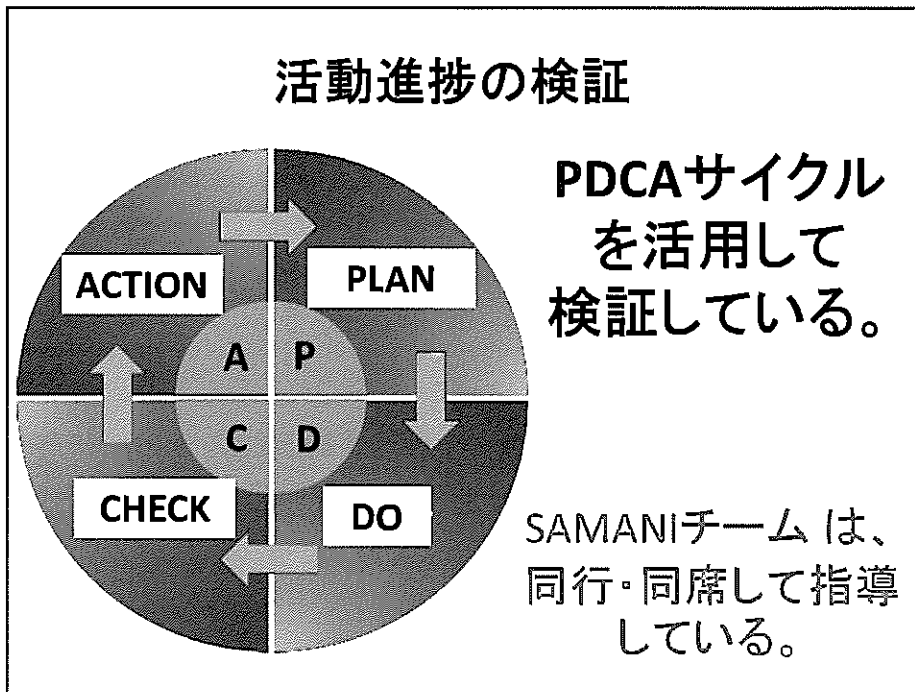 活動進捗の検証
PDCAサイクル
を活用して
検証している。
ACTION
PLAN
A
P
C
D
CHECK
DO
SAMANIチーム は、
同行・同席して指導
している。